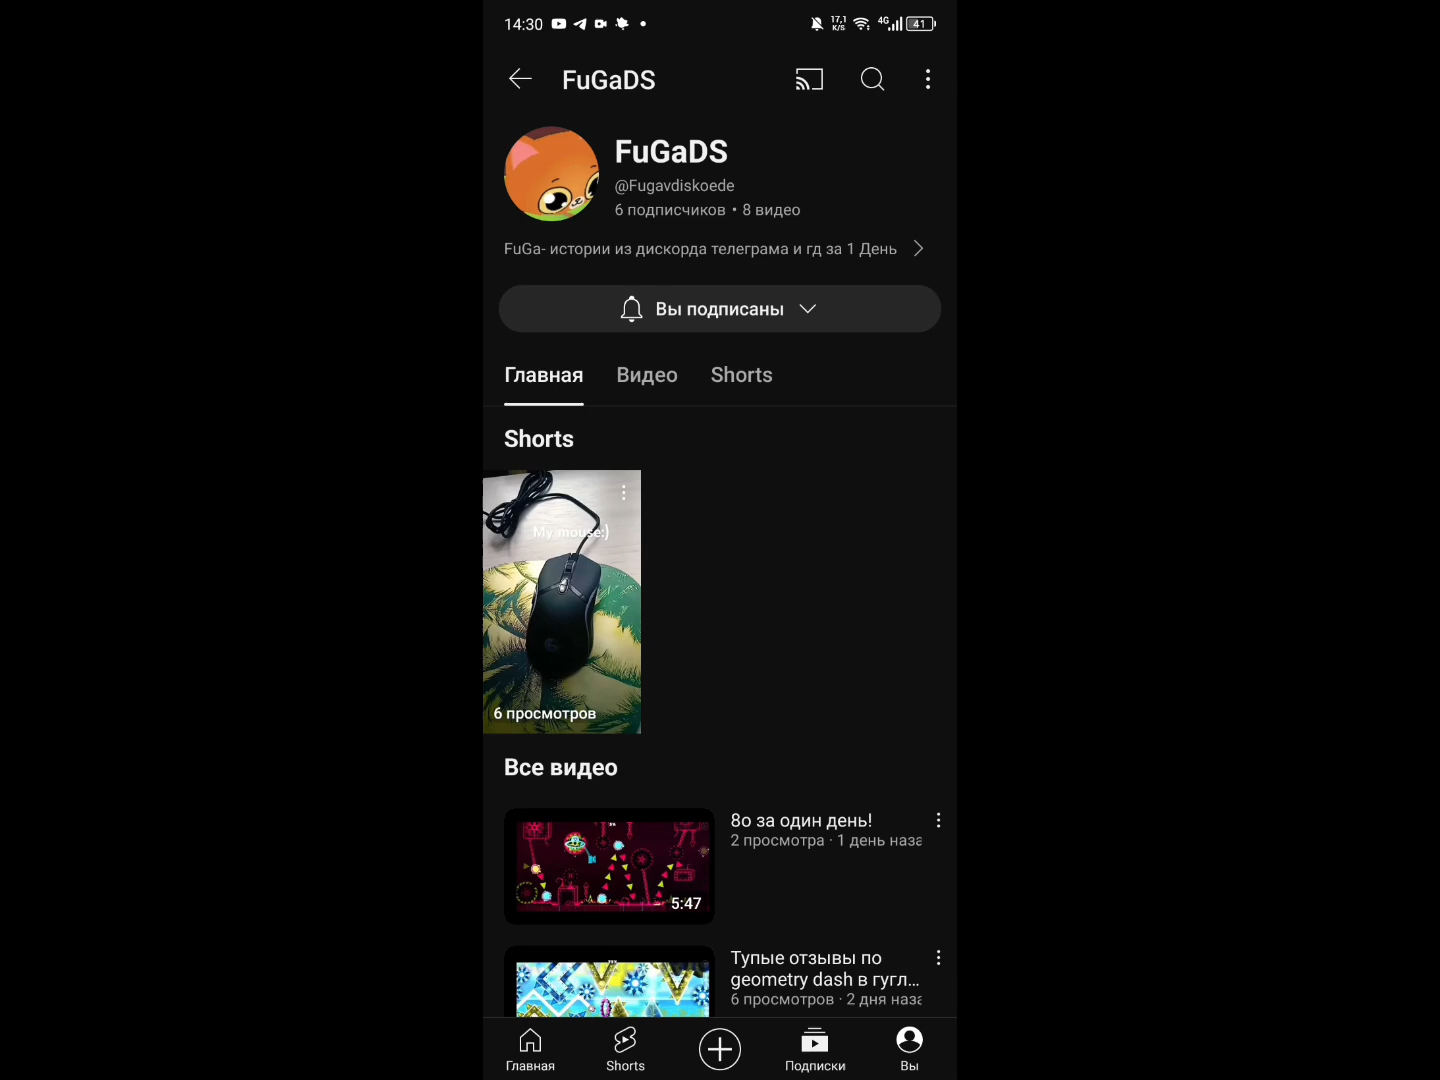 14:30
17,1
K/S
4G
41
FuGaDS
FuGaDS
@Fugavdiskoede
6 подписчиков • 8 видео
FuGa- истории из дискорда телеграма и гд за 1 День
Вы подписаны
Главная
Видео
Shorts
Shorts
My mouse:)
6 просмотров
Все видео
8о за один день!
2 просмотра · 1 день наза
5:47
Тупые отзывы по
geometry dash в гугл...
6 просмотров · 2 дня наза
Главная
Shorts
Подписки
Вы